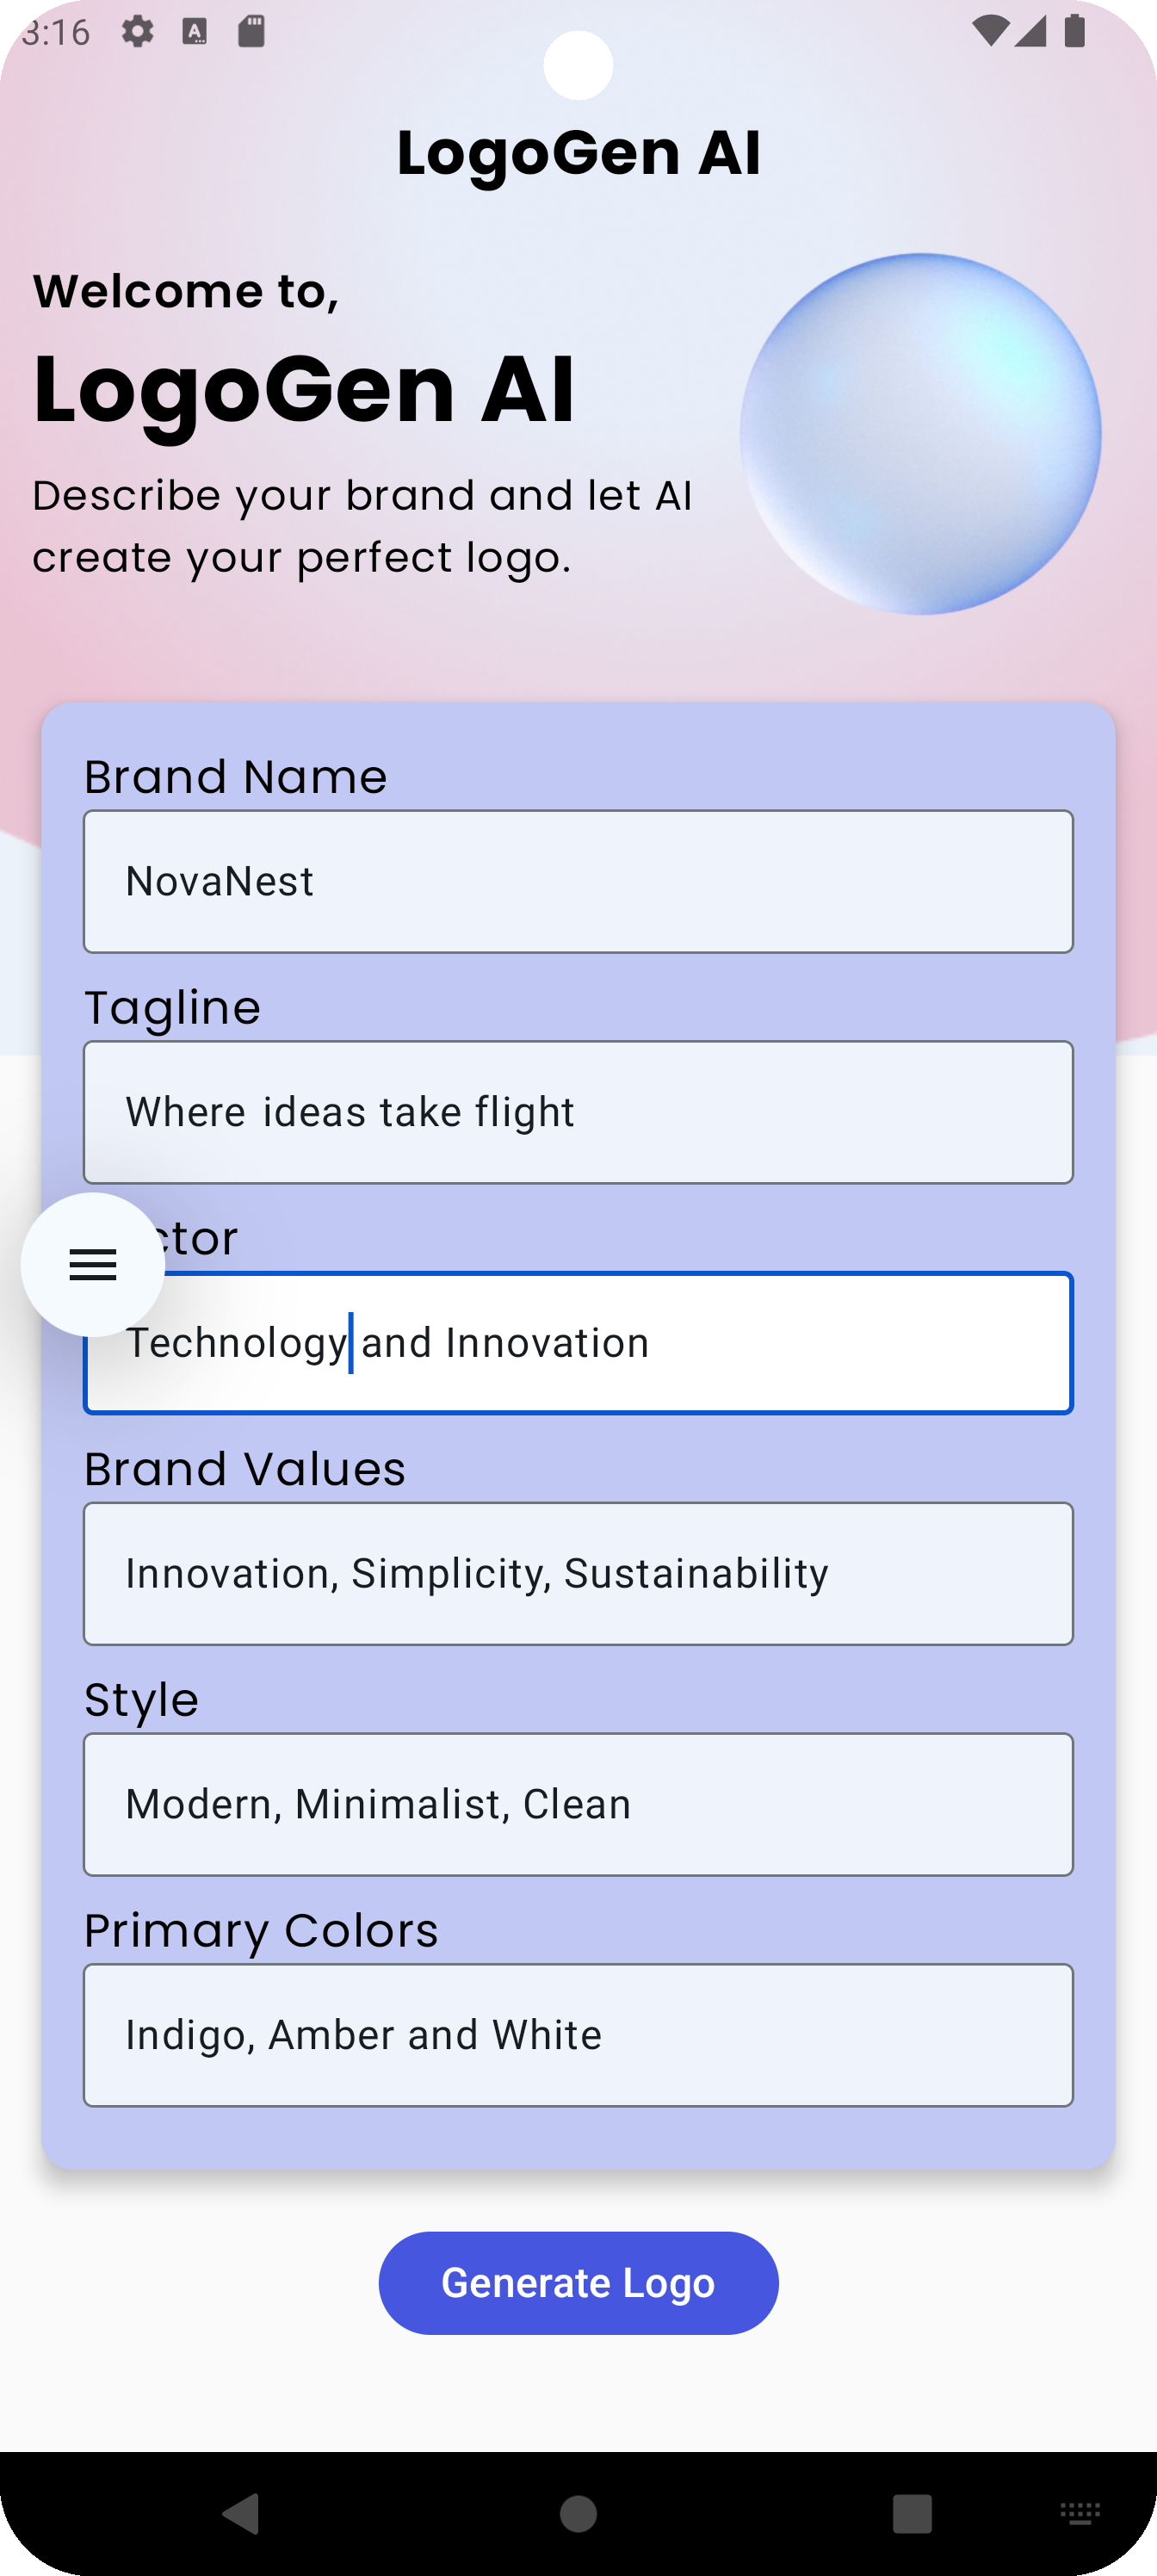 3:16
LogoGen AI
Welcome to,
LogoGen AI
Describe your brand and let AI
create your perfect logo.
Brand Name
NovaNest
Tagline
Where ideas take flight
ctor
Technology and Innovation
Brand Values
Innovation, Simplicity, Sustainability
Style
Modern, Minimalist, Clean
Primary Colors
Indigo, Amber and White
Generate Logo